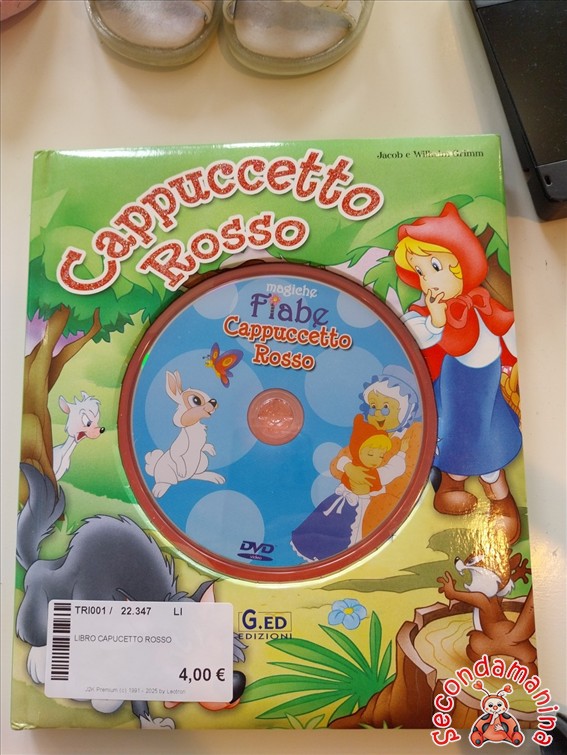 Jacob e Wilhelm Grimm
Cappuccetto
Rosso
magiche
Fiabe
Cappuccetto
Rosso
DVD
VIDEO
G.ED
EDIZIONI
TRI001 / 22.347 LI
LIBRO CAPUCETTO ROSSO
4,00 €
secondamanina